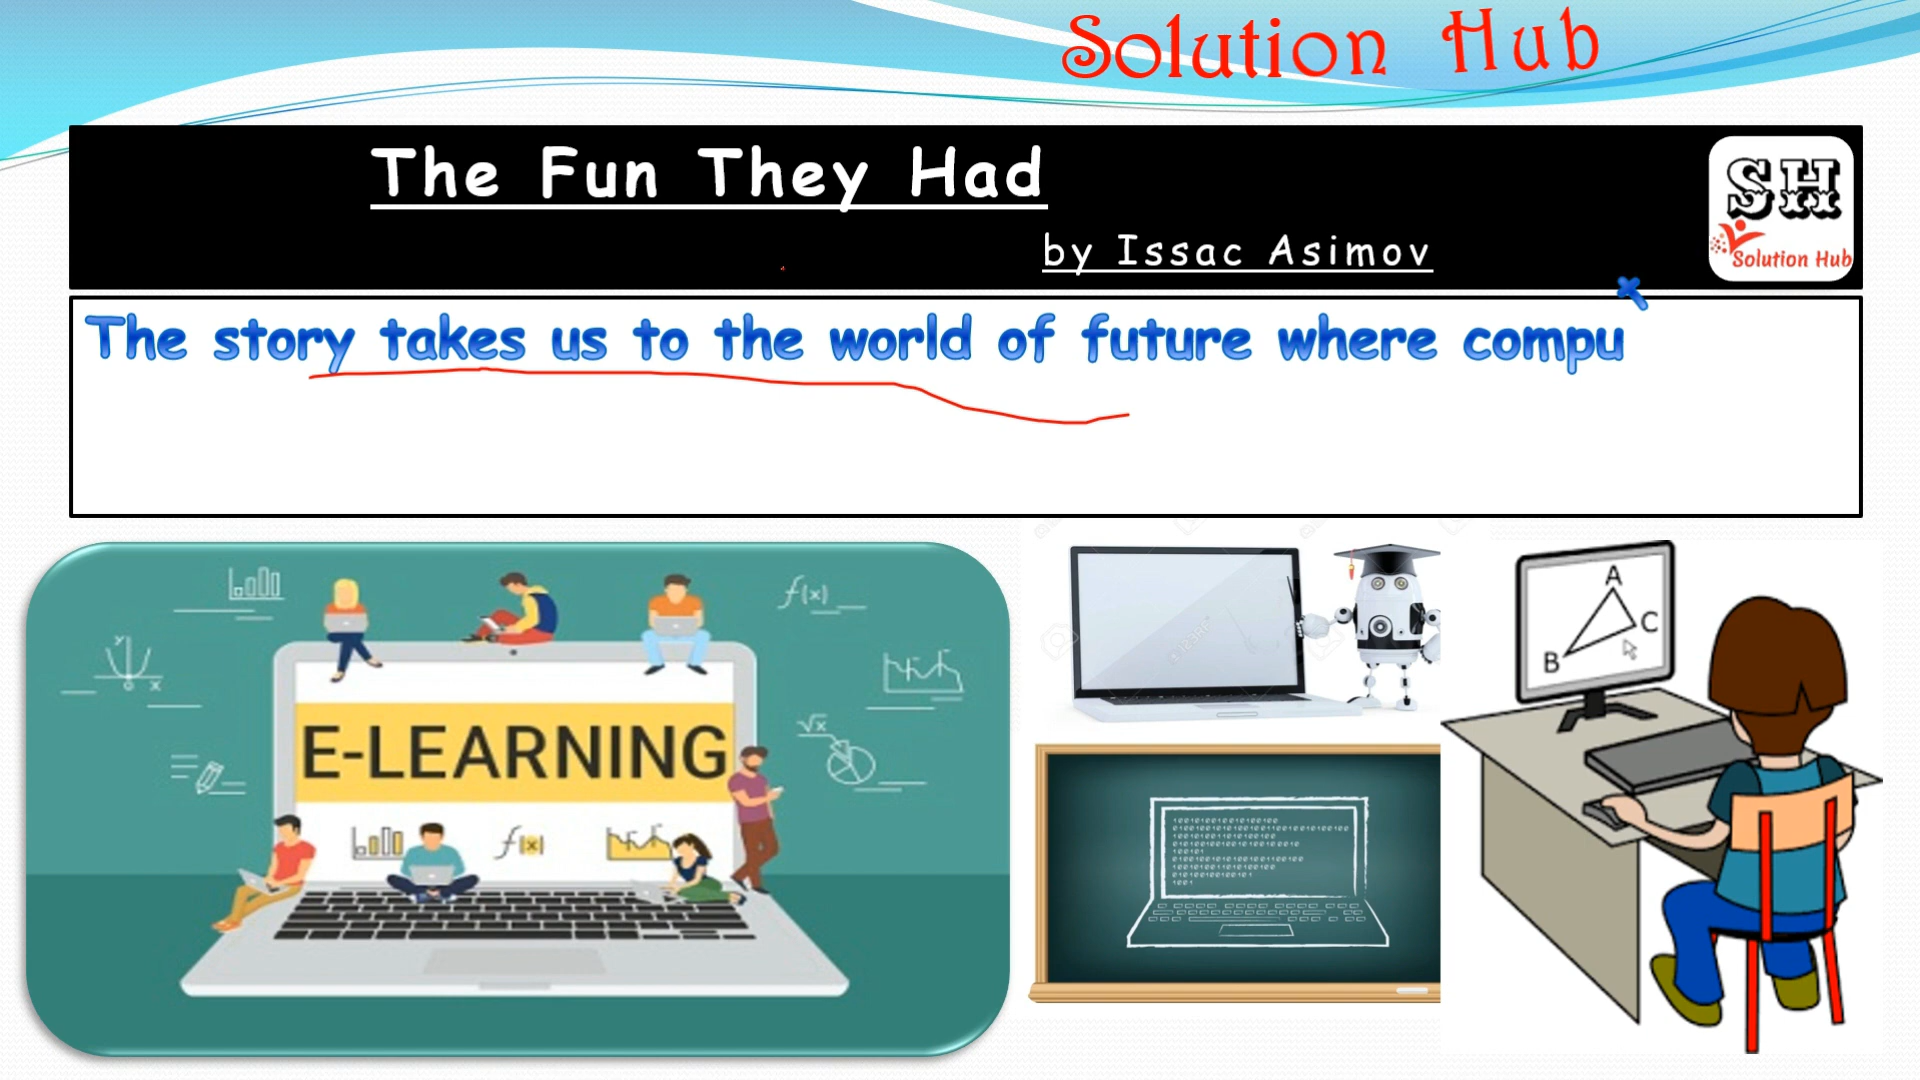 Solution Hub
The Fun They Had
by Issac Asimov
SH
Solution Hub
The story takes us to the world of future where compu
f(x)
y
x
√x
E-LEARNING
f(x)
A
B
C